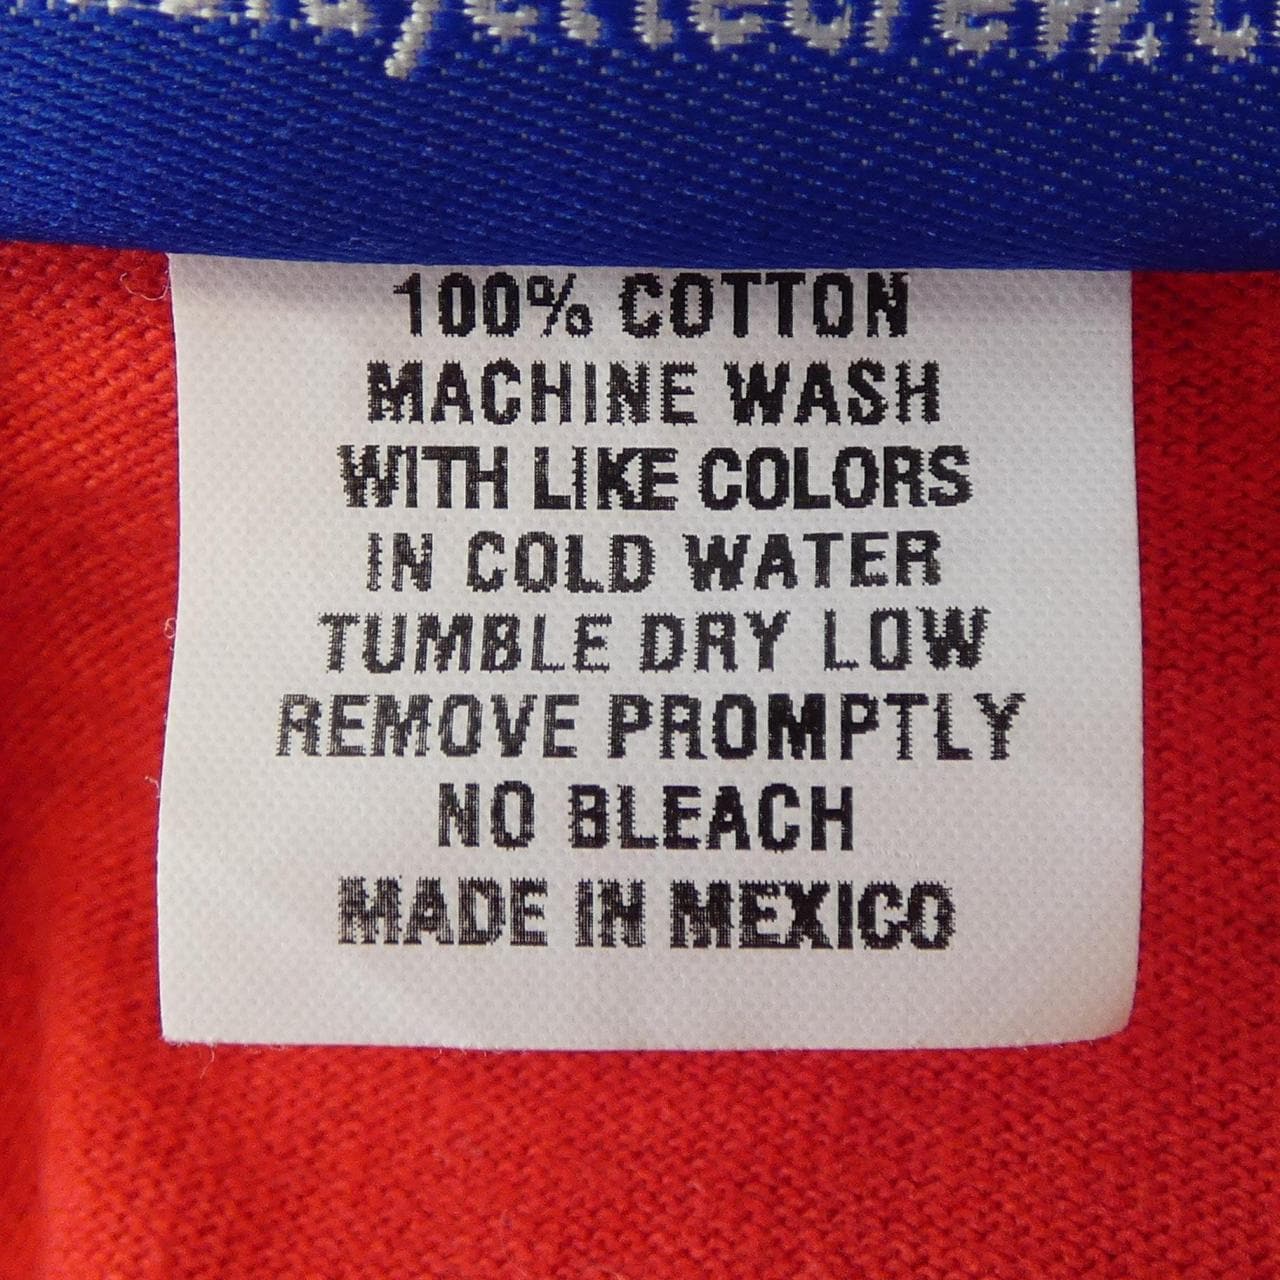 100% COTTON
MACHINE WASH
WITH LIKE COLORS
IN COLD WATER
TUMBLE DRY LOW
REMOVE PROMPTLY
NO BLEACH
MADE IN MEXICO